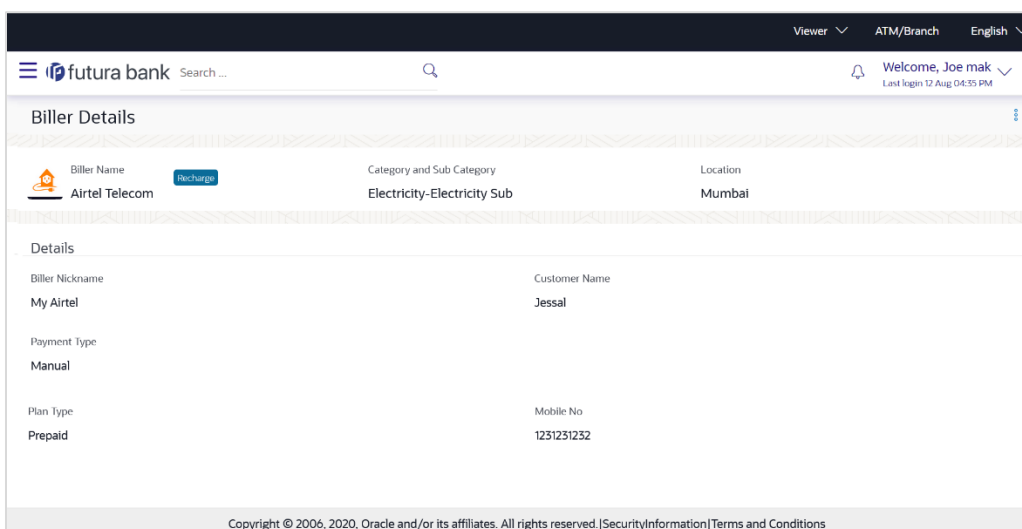 Viewer ATM/Branch English
futura bank Search ... Welcome, Joe mak
Last login 12 Aug 04:35 PM
Biller Details
Biller Name Recharge Category and Sub Category Location
Airtel Telecom Electricity-Electricity Sub Mumbai
Details
Biller Nickname Customer Name
My Airtel Jessal
Payment Type
Manual
Plan Type Mobile No
Prepaid 1231231232
Copyright © 2006, 2020, Oracle and/or its affiliates. All rights reserved.|SecurityInformation|Terms and Conditions